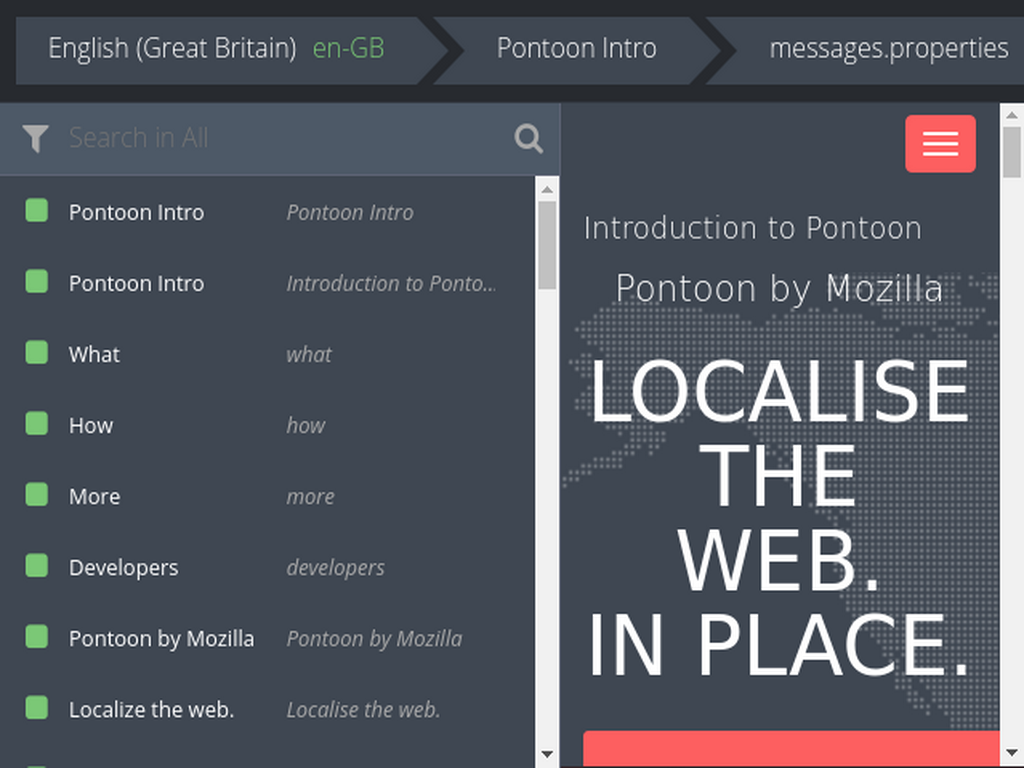 English (Great Britain) en-GB
Pontoon Intro
messages.properties
Search in All
Pontoon Intro Pontoon Intro
Pontoon Intro Introduction to Ponto...
What what
How how
More more
Developers developers
Pontoon by Mozilla Pontoon by Mozilla
Localize the web. Localise the web.
Introduction to Pontoon
Pontoon by Mozilla
LOCALISE
THE
WEB.
IN PLACE.